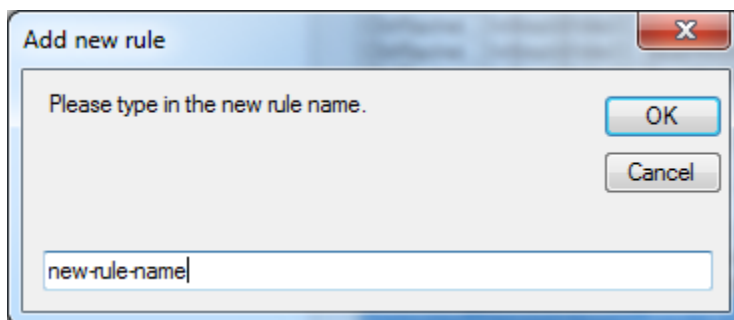 Add new rule
Please type in the new rule name.
OK
Cancel
new-rule-name